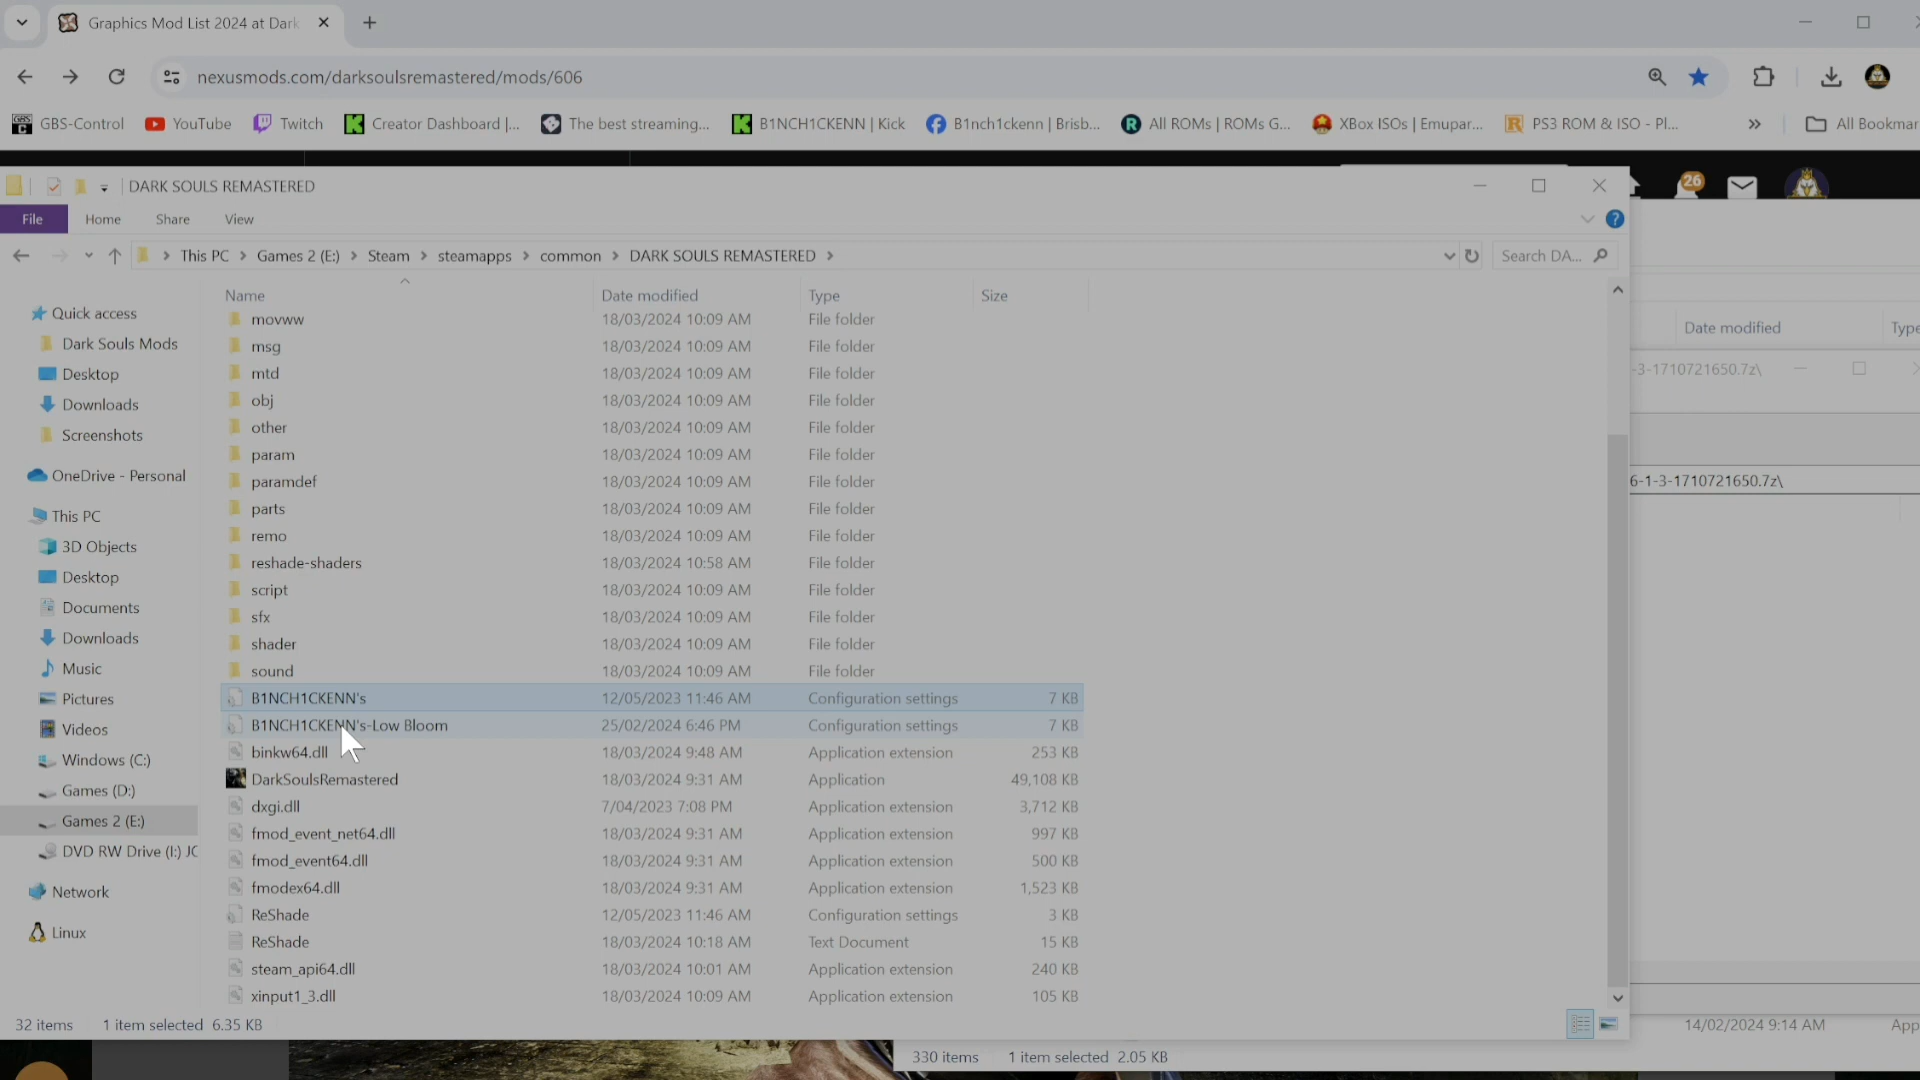 Graphics Mod List 2024 at Dark
nexusmods.com/darksoulsremastered/mods/606
GBS-Control YouTube Twitch Creator Dashboard |... The best streaming... B1NCH1CKENN | Kick B1nch1ckenn | Brisb... All ROMs | ROMs G... XBox ISOs | Emupar... PS3 ROM & ISO - Pl... » All Bookmar
DARK SOULS REMASTERED
26
File Home Share View
This PC Games 2 (E:) Steam steamapps common DARK SOULS REMASTERED
Search DA...
Name Date modified Type Size
Quick access
Dark Souls Mods
Desktop
Downloads
Screenshots
OneDrive - Personal
This PC
3D Objects
Desktop
Documents
Downloads
Music
Pictures
Videos
Windows (C:)
Games (D:)
Games 2 (E:)
DVD RW Drive (I:) JC
Network
Linux
movww 18/03/2024 10:09 AM File folder
msg 18/03/2024 10:09 AM File folder
mtd 18/03/2024 10:09 AM File folder
obj 18/03/2024 10:09 AM File folder
other 18/03/2024 10:09 AM File folder
param 18/03/2024 10:09 AM File folder
paramdef 18/03/2024 10:09 AM File folder
parts 18/03/2024 10:09 AM File folder
remo 18/03/2024 10:09 AM File folder
reshade-shaders 18/03/2024 10:58 AM File folder
script 18/03/2024 10:09 AM File folder
sfx 18/03/2024 10:09 AM File folder
shader 18/03/2024 10:09 AM File folder
sound 18/03/2024 10:09 AM File folder
B1NCH1CKENN's 12/05/2023 11:46 AM Configuration settings 7 KB
B1NCH1CKENN's-Low Bloom 25/02/2024 6:46 PM Configuration settings 7 KB
binkw64.dll 18/03/2024 9:48 AM Application extension 253 KB
DarkSoulsRemastered 18/03/2024 9:31 AM Application 49,108 KB
dxgi.dll 7/04/2023 7:08 PM Application extension 3,712 KB
fmod_event_net64.dll 18/03/2024 9:31 AM Application extension 997 KB
fmod_event64.dll 18/03/2024 9:31 AM Application extension 500 KB
fmodex64.dll 18/03/2024 9:31 AM Application extension 1,523 KB
ReShade 12/05/2023 11:46 AM Configuration settings 3 KB
ReShade 18/03/2024 10:18 AM Text Document 15 KB
steam_api64.dll 18/03/2024 10:01 AM Application extension 240 KB
xinput1_3.dll 18/03/2024 10:09 AM Application extension 105 KB
32 items 1 item selected 6.35 KB
Date modified Type
-3-1710721650.7z\
6-1-3-1710721650.7z\
14/02/2024 9:14 AM App
330 items 1 item selected 2.05 KB